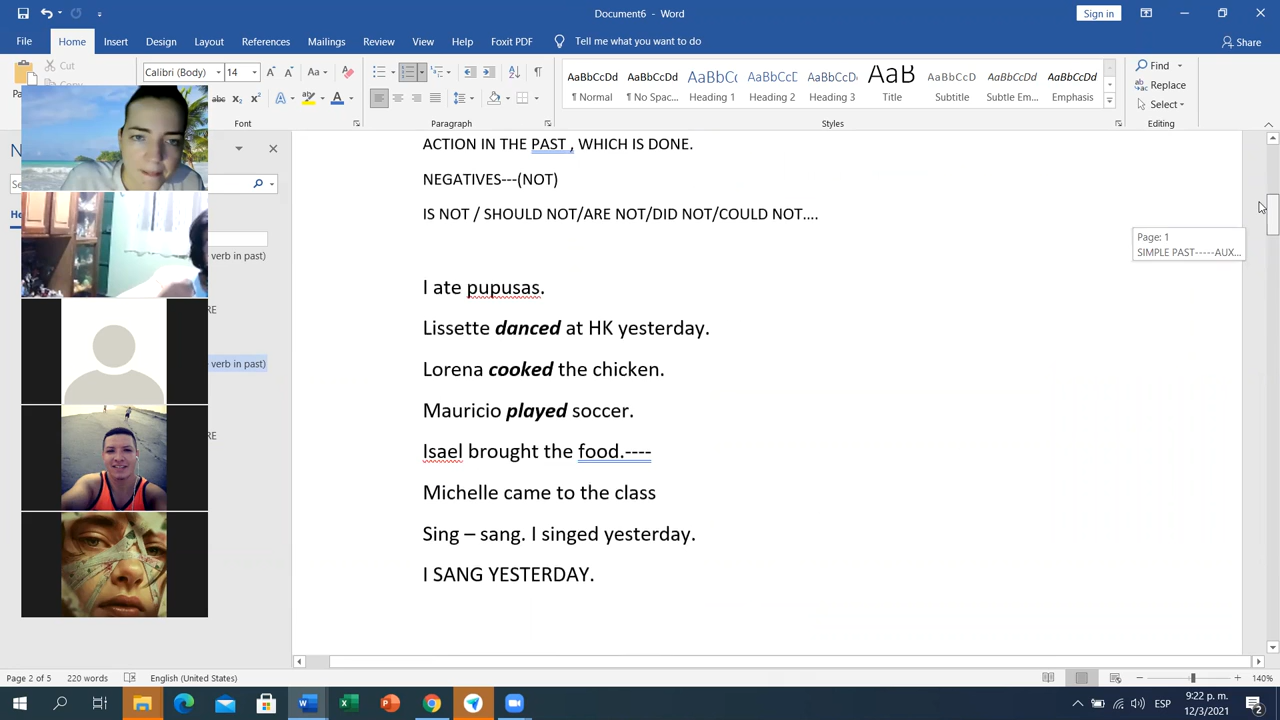 Document6 - Word
Sign in
File Home Insert Design Layout References Mailings Review View Help Foxit PDF Tell me what you want to do Share
Cut
Calibri (Body) 14
Font
Paragraph
AaBbCcDd AaBbCcDd AaBbCc AaBbCcD AaBbCcD AaB AaBbCcD AaBbCcDd AaBbCcDd
¶ Normal ¶ No Spac... Heading 1 Heading 2 Heading 3 Title Subtitle Subtle Em... Emphasis
Styles
Find
Replace
Select
Editing
verb in past)
RE
verb in past)
RE
ACTION IN THE PAST , WHICH IS DONE.
NEGATIVES---(NOT)
IS NOT / SHOULD NOT/ARE NOT/DID NOT/COULD NOT....
Page: 1
SIMPLE PAST-----AUX...
I ate pupusas.
Lissette danced at HK yesterday.
Lorena cooked the chicken.
Mauricio played soccer.
Isael brought the food.----
Michelle came to the class
Sing – sang. I singed yesterday.
I SANG YESTERDAY.
Page 2 of 5 220 words English (United States) 140%
ESP 9:22 p. m. 12/3/2021 2